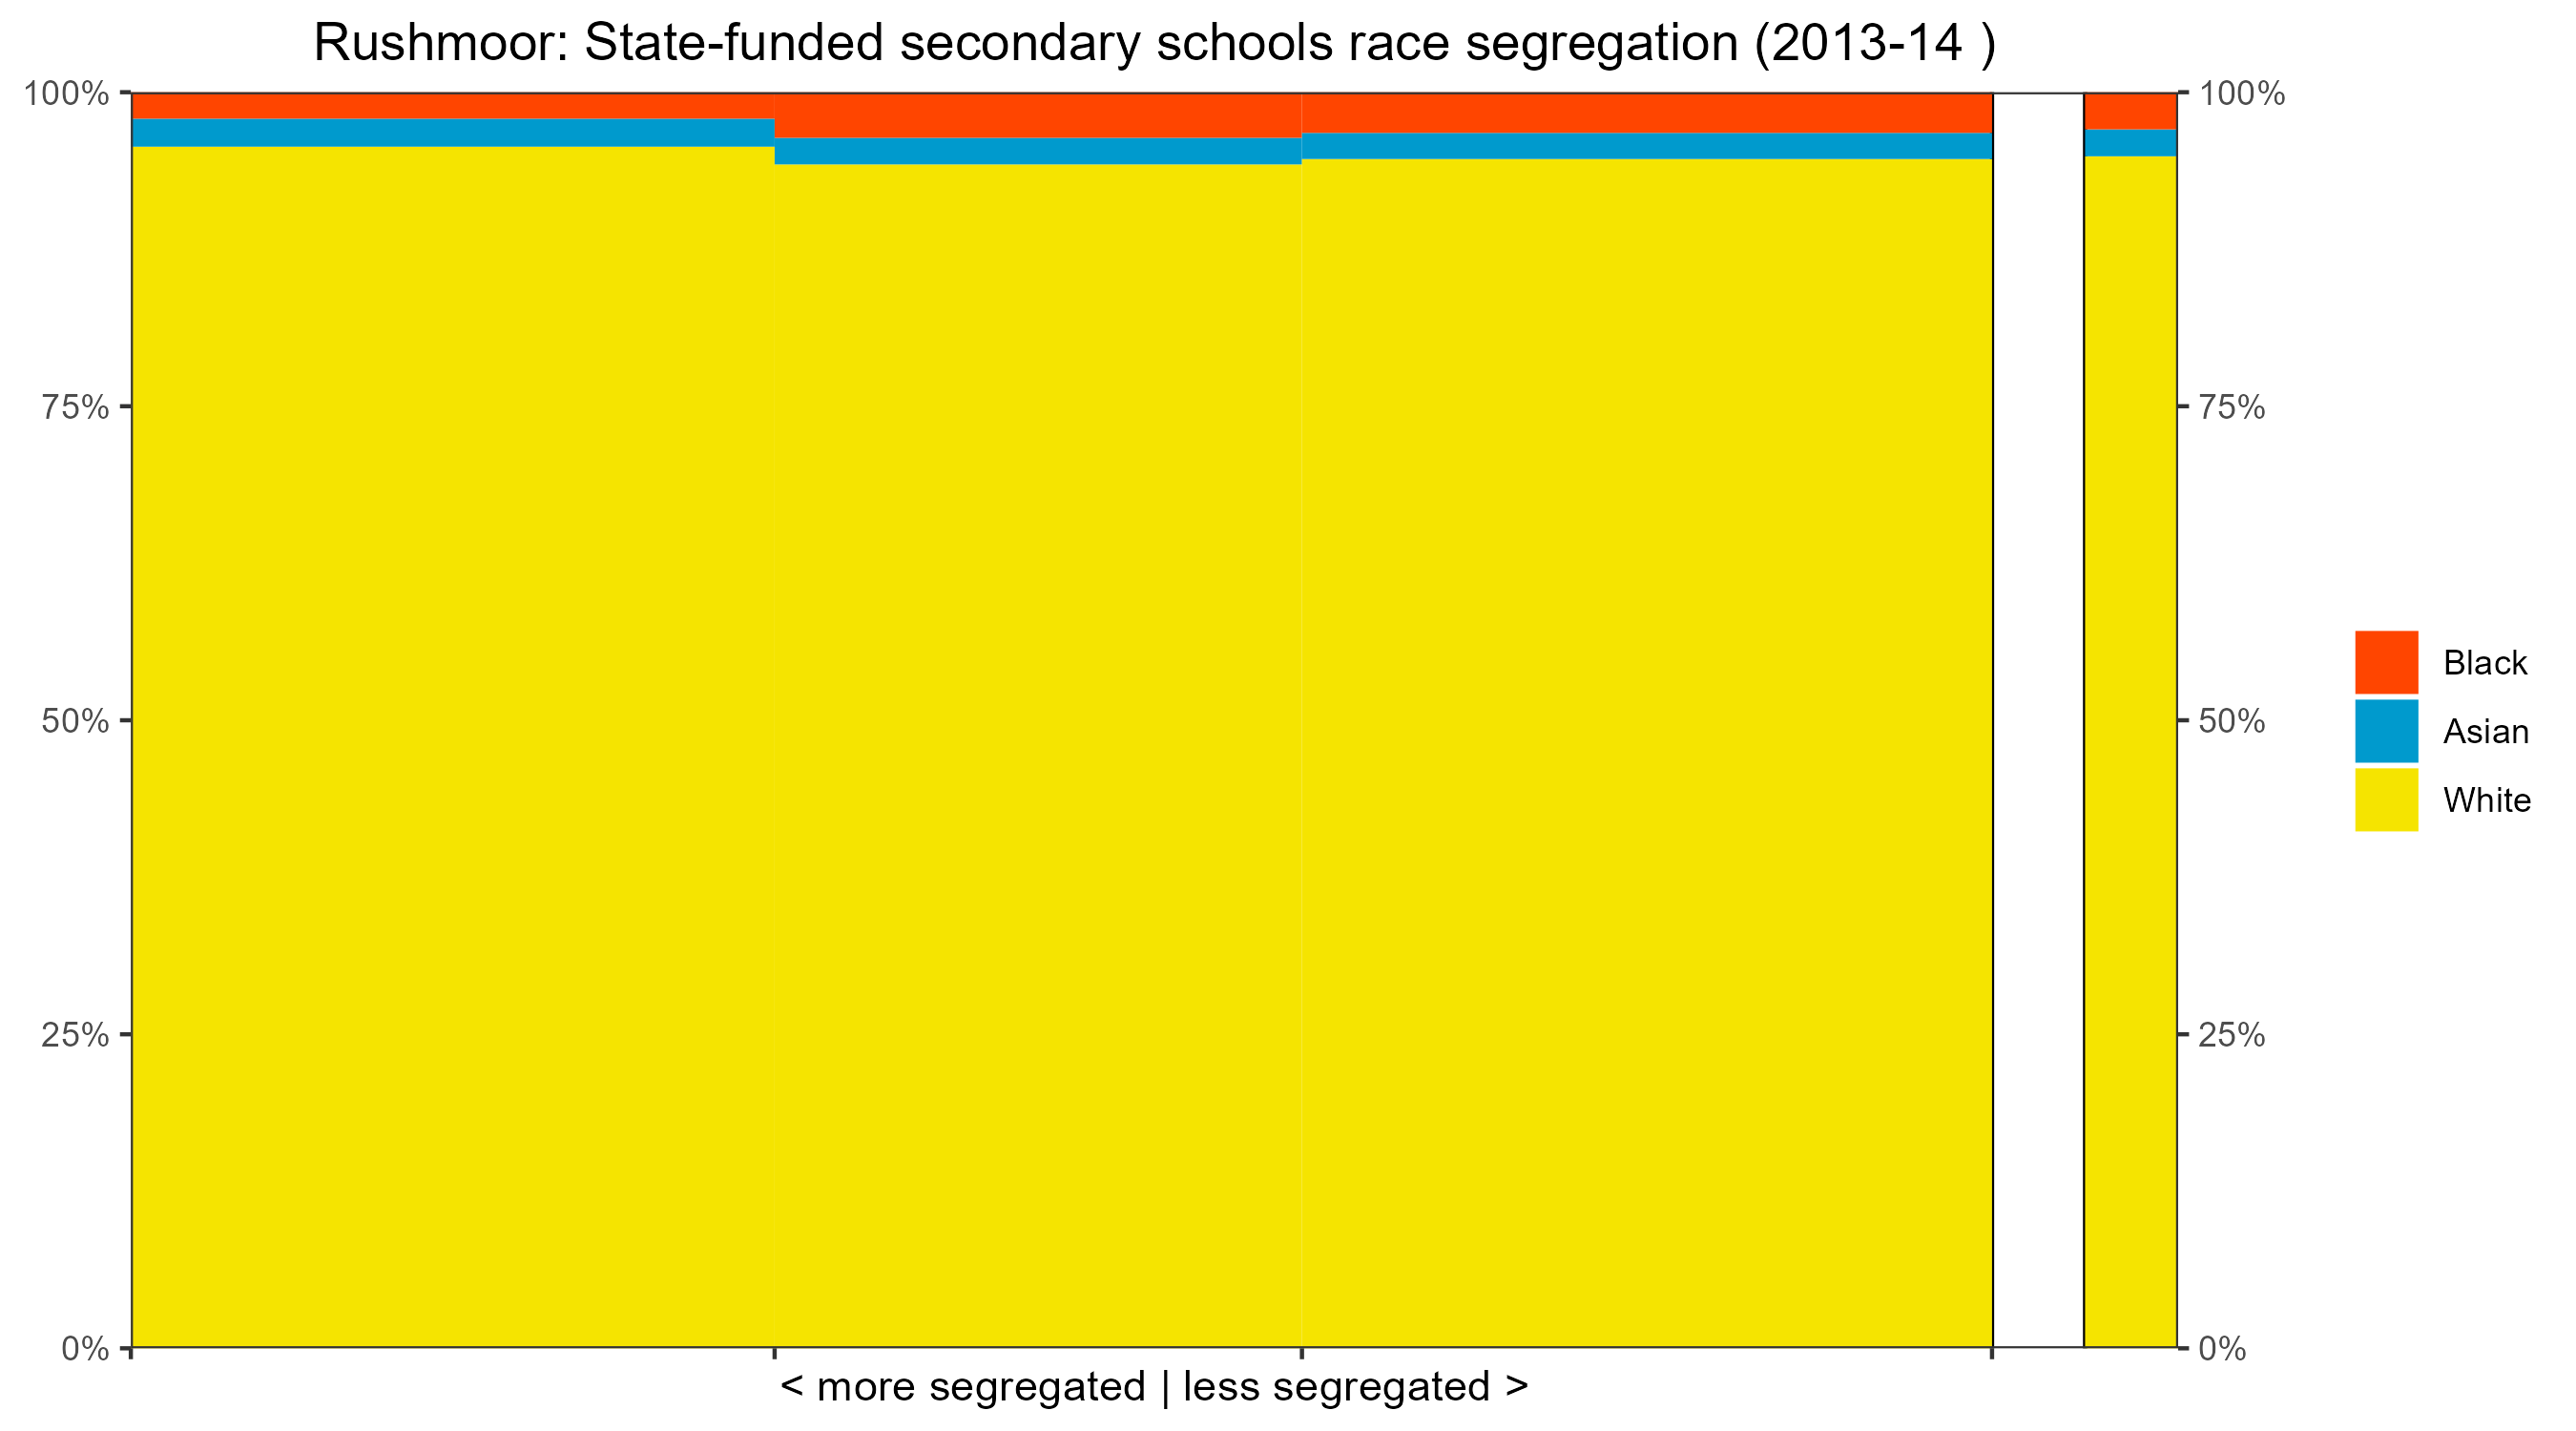 Rushmoor: State-funded secondary schools race segregation (2013-14 )
100%
75%
50%
25%
0%
100%
75%
50%
25%
0%
< more segregated | less segregated >
Black
Asian
White